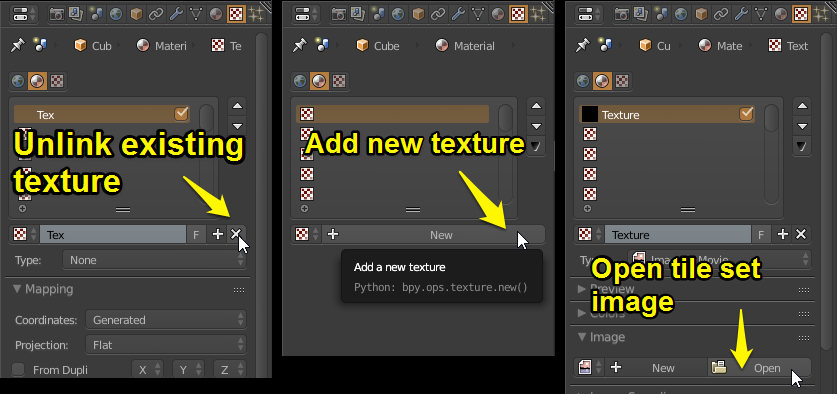 Cub Materi Te
Tex
Unlink existing
texture
Tex F
Type: None
Mapping
Coordinates: Generated
Projection: Flat
From Dupli X Y Z
Cube Material
Add new texture
New
Add a new texture
Python: bpy.ops.texture.new()
Cu Mate Text
Texture
Texture F
Ty Ima Movie
Open tile set
image
Preview
Colors
Image
New Open